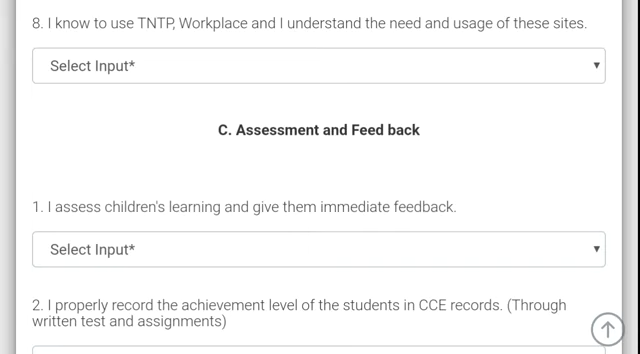 8. I know to use TNTP, Workplace and I understand the need and usage of these sites.
Select Input*
C. Assessment and Feed back
1. I assess children's learning and give them immediate feedback.
Select Input*
2. I properly record the achievement level of the students in CCE records. (Through
written test and assignments)